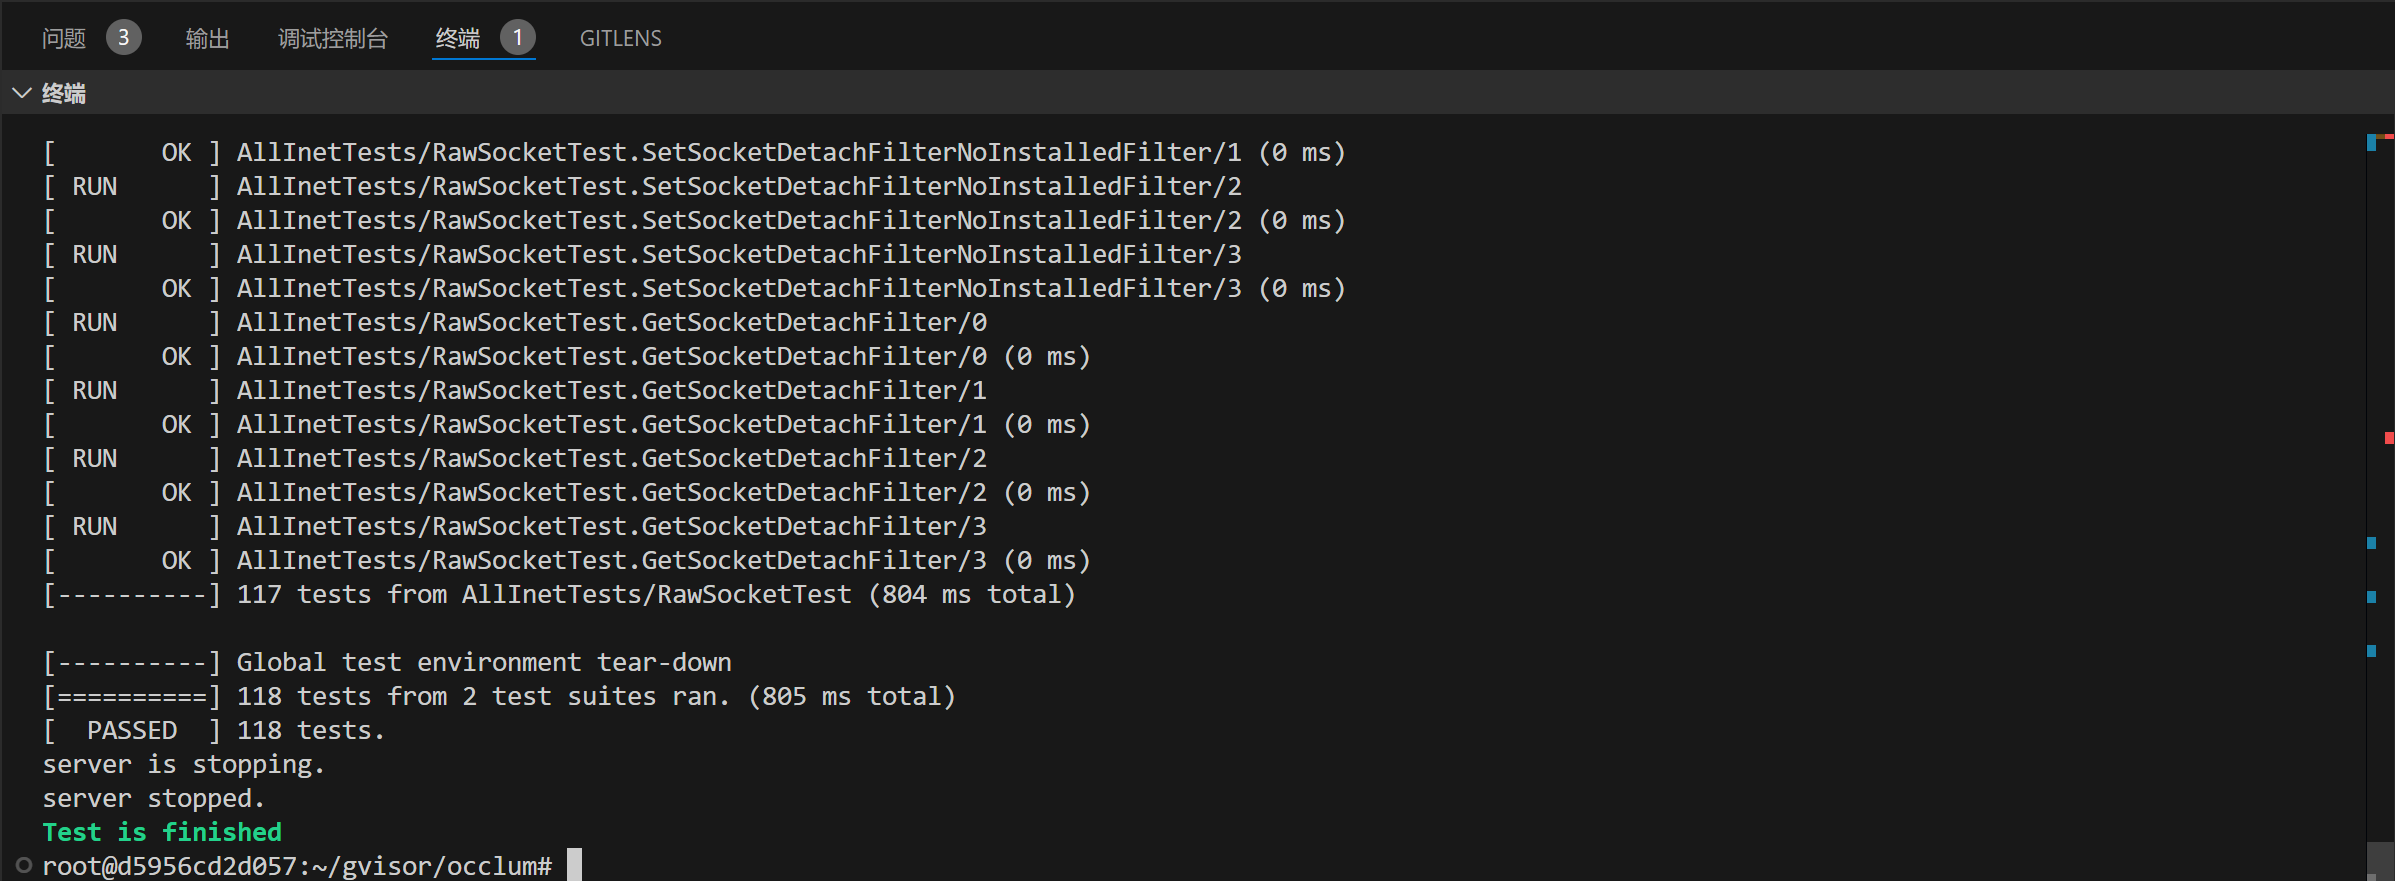 问题 3 输出 调试控制台 终端 1 GITLENS
终端
[       OK ] AllInetTests/RawSocketTest.SetSocketDetachFilterNoInstalledFilter/1 (0 ms)
[ RUN      ] AllInetTests/RawSocketTest.SetSocketDetachFilterNoInstalledFilter/2
[       OK ] AllInetTests/RawSocketTest.SetSocketDetachFilterNoInstalledFilter/2 (0 ms)
[ RUN      ] AllInetTests/RawSocketTest.SetSocketDetachFilterNoInstalledFilter/3
[       OK ] AllInetTests/RawSocketTest.SetSocketDetachFilterNoInstalledFilter/3 (0 ms)
[ RUN      ] AllInetTests/RawSocketTest.GetSocketDetachFilter/0
[       OK ] AllInetTests/RawSocketTest.GetSocketDetachFilter/0 (0 ms)
[ RUN      ] AllInetTests/RawSocketTest.GetSocketDetachFilter/1
[       OK ] AllInetTests/RawSocketTest.GetSocketDetachFilter/1 (0 ms)
[ RUN      ] AllInetTests/RawSocketTest.GetSocketDetachFilter/2
[       OK ] AllInetTests/RawSocketTest.GetSocketDetachFilter/2 (0 ms)
[ RUN      ] AllInetTests/RawSocketTest.GetSocketDetachFilter/3
[       OK ] AllInetTests/RawSocketTest.GetSocketDetachFilter/3 (0 ms)
[----------] 117 tests from AllInetTests/RawSocketTest (804 ms total)
[----------] Global test environment tear-down
[==========] 118 tests from 2 test suites ran. (805 ms total)
[  PASSED  ] 118 tests.
server is stopping.
server stopped.
Test is finished
root@d5956cd2d057:~/gvisor/occlum#